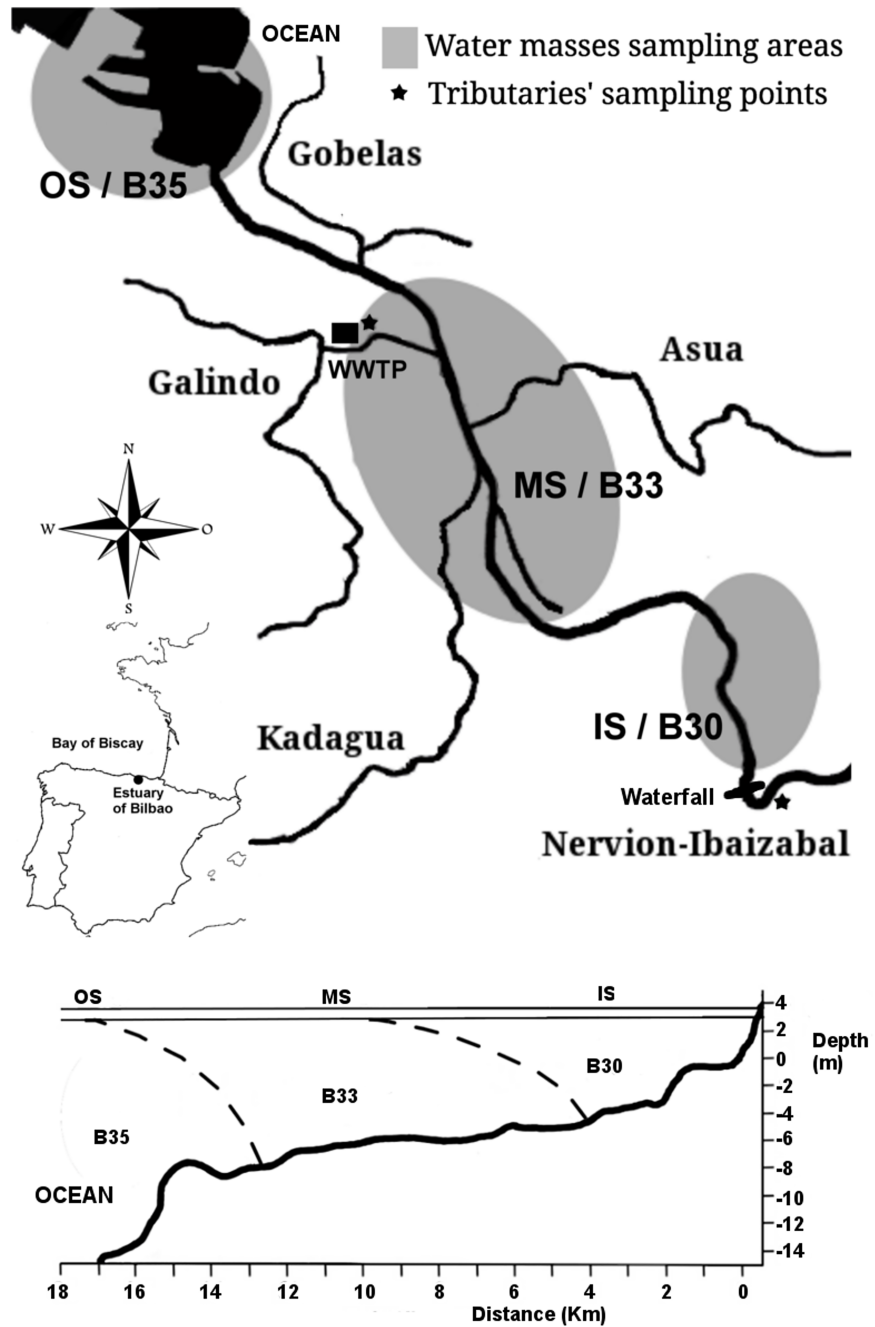 OCEAN
Water masses sampling areas
Tributaries' sampling points
Gobelas
OS / B35
Asua
WWTP
Galindo
N
W
O
S
MS / B33
IS / B30
Kadagua
Bay of Biscay
Estuary
of Bilbao
Waterfall
Nervion-Ibaizabal
OS
MS
IS
4
2
0
-2
-4
-6
-8
-10
-12
-14
Depth
(m)
B30
B33
B35
OCEAN
18
16
14
12
10
8
6
4
2
0
Distance (Km)